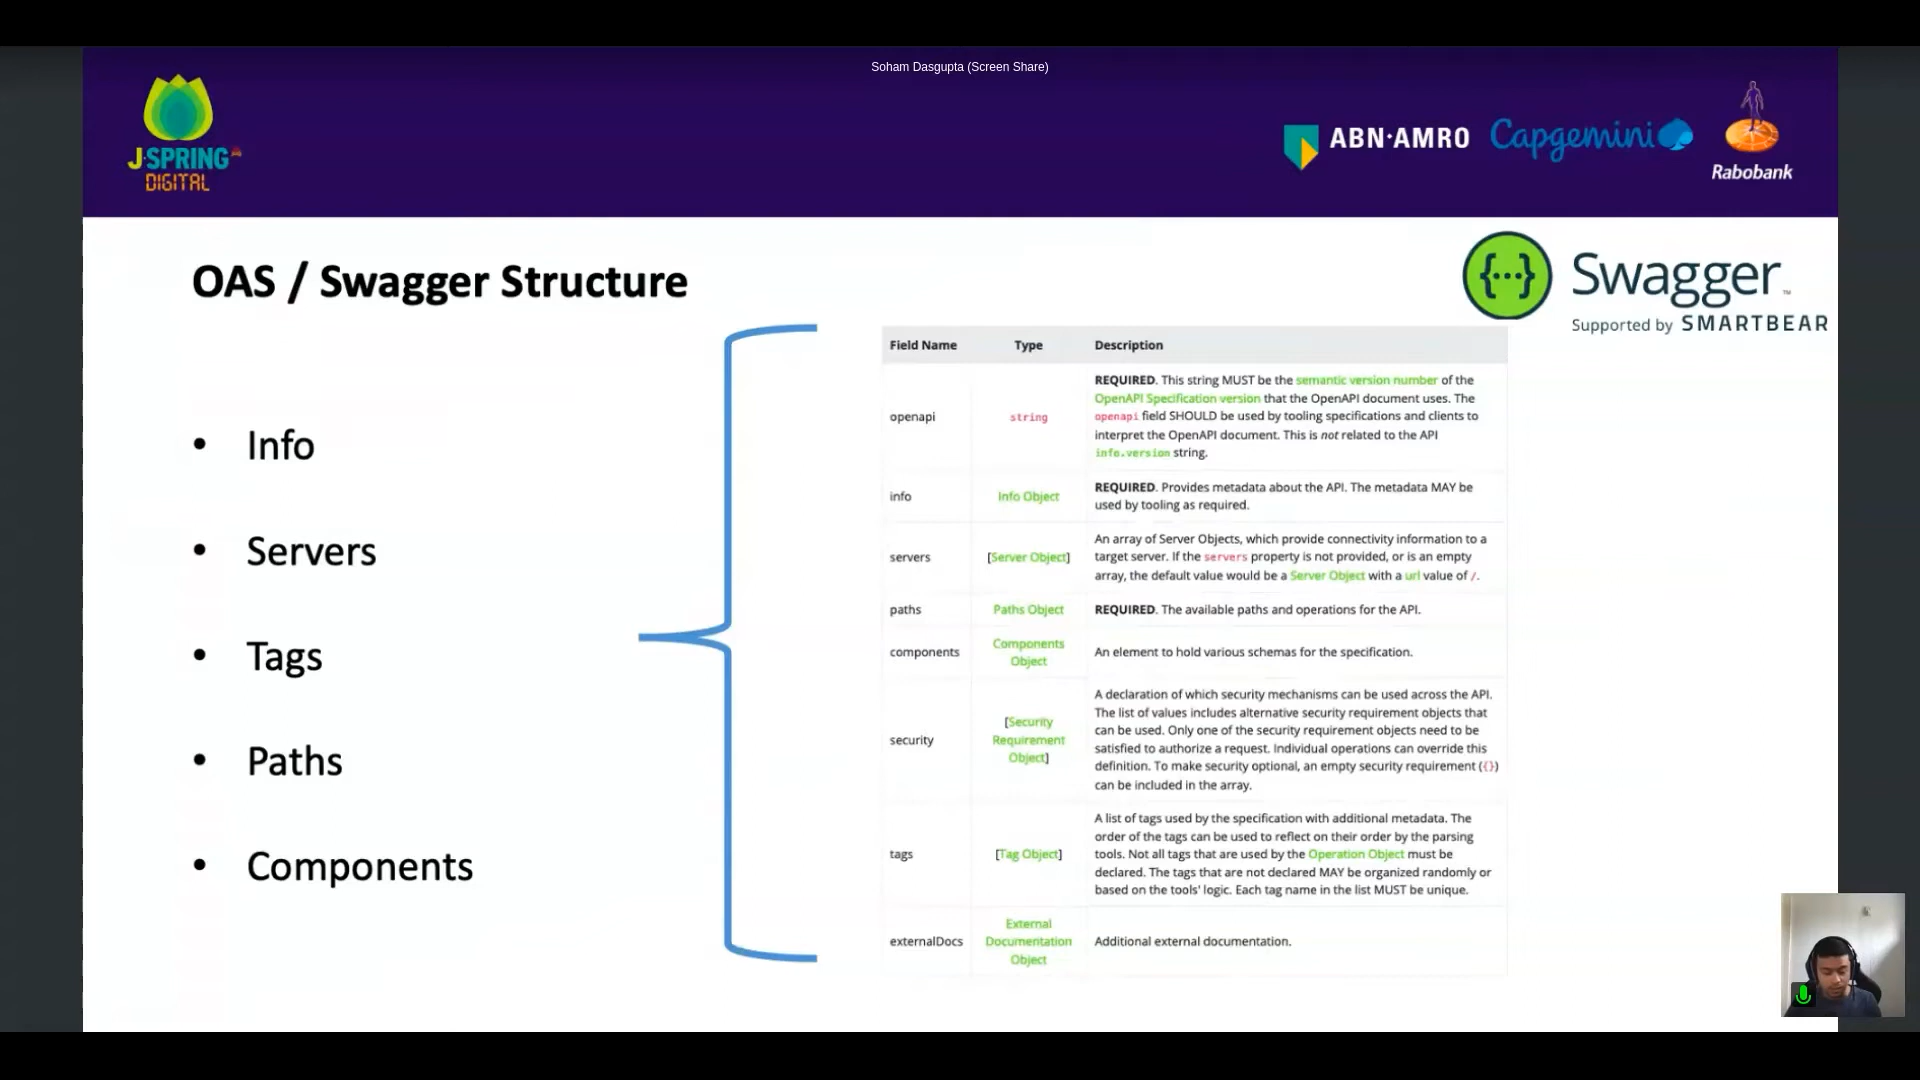 Soham Dasgupta (Screen Share)
J·SPRING
DIGITAL
ABN·AMRO
Capgemini
Rabobank
OAS / Swagger Structure
Swagger™
Supported by SMARTBEAR
• Info
• Servers
• Tags
• Paths
• Components
Field Name Type Description
openapi string REQUIRED. This string MUST be the semantic version number of the
OpenAPI Specification version that the OpenAPI document uses. The
openapi field SHOULD be used by tooling specifications and clients to
interpret the OpenAPI document. This is not related to the API
info.version string.
info Info Object REQUIRED. Provides metadata about the API. The metadata MAY be
used by tooling as required.
servers [Server Object] An array of Server Objects, which provide connectivity information to a
target server. If the servers property is not provided, or is an empty
array, the default value would be a Server Object with a url value of /.
paths Paths Object REQUIRED. The available paths and operations for the API.
components Components
Object An element to hold various schemas for the specification.
security [Security
Requirement
Object] A declaration of which security mechanisms can be used across the API.
The list of values includes alternative security requirement objects that
can be used. Only one of the security requirement objects need to be
satisfied to authorize a request. Individual operations can override this
definition. To make security optional, an empty security requirement ({})
can be included in the array.
tags [Tag Object] A list of tags used by the specification with additional metadata. The
order of the tags can be used to reflect on their order by the parsing
tools. Not all tags that are used by the Operation Object must be
declared. The tags that are not declared MAY be organized randomly or
based on the tools' logic. Each tag name in the list MUST be unique.
externalDocs External
Documentation
Object Additional external documentation.